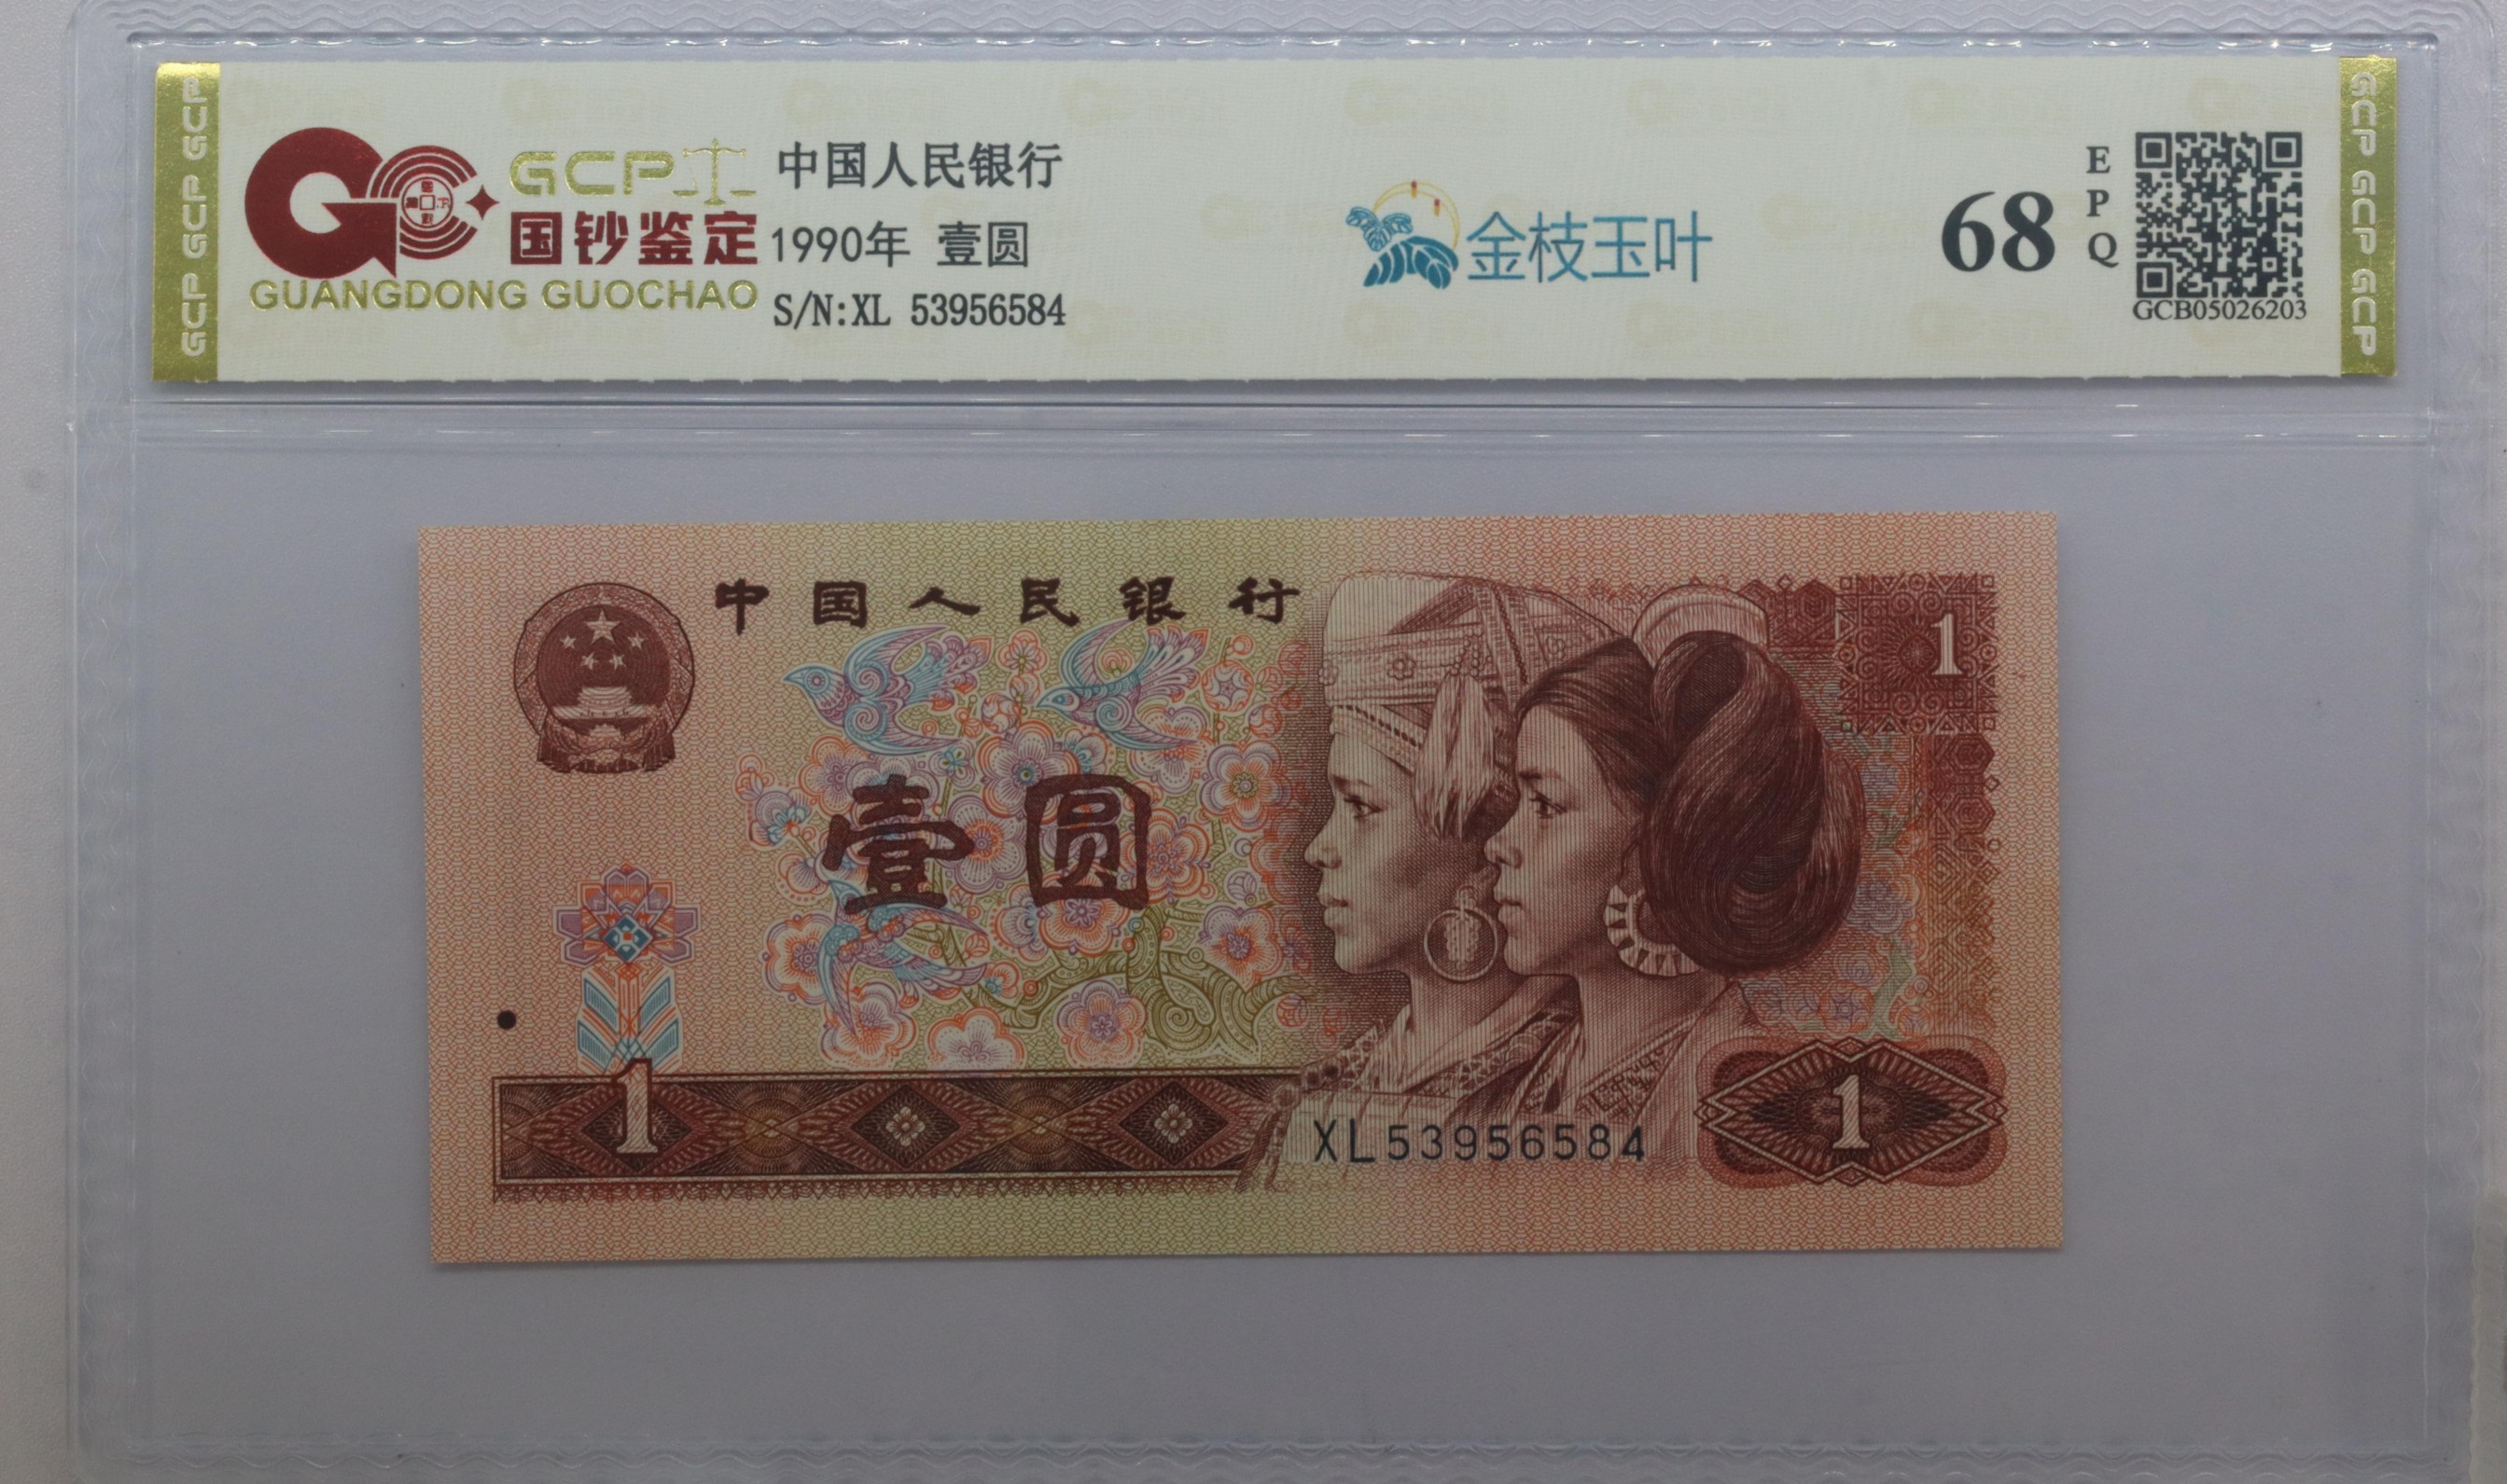 GCP GCP GCP
GCP
国钞鉴定
GUANGDONG GUOCHAO
中国人民银行
1990年 壹圆
S/N:XL 53956584
金枝玉叶
68
EPQ
GCB05026203
GCP GCP GCP
中国人民银行
1
壹圆
1
XL53956584
1